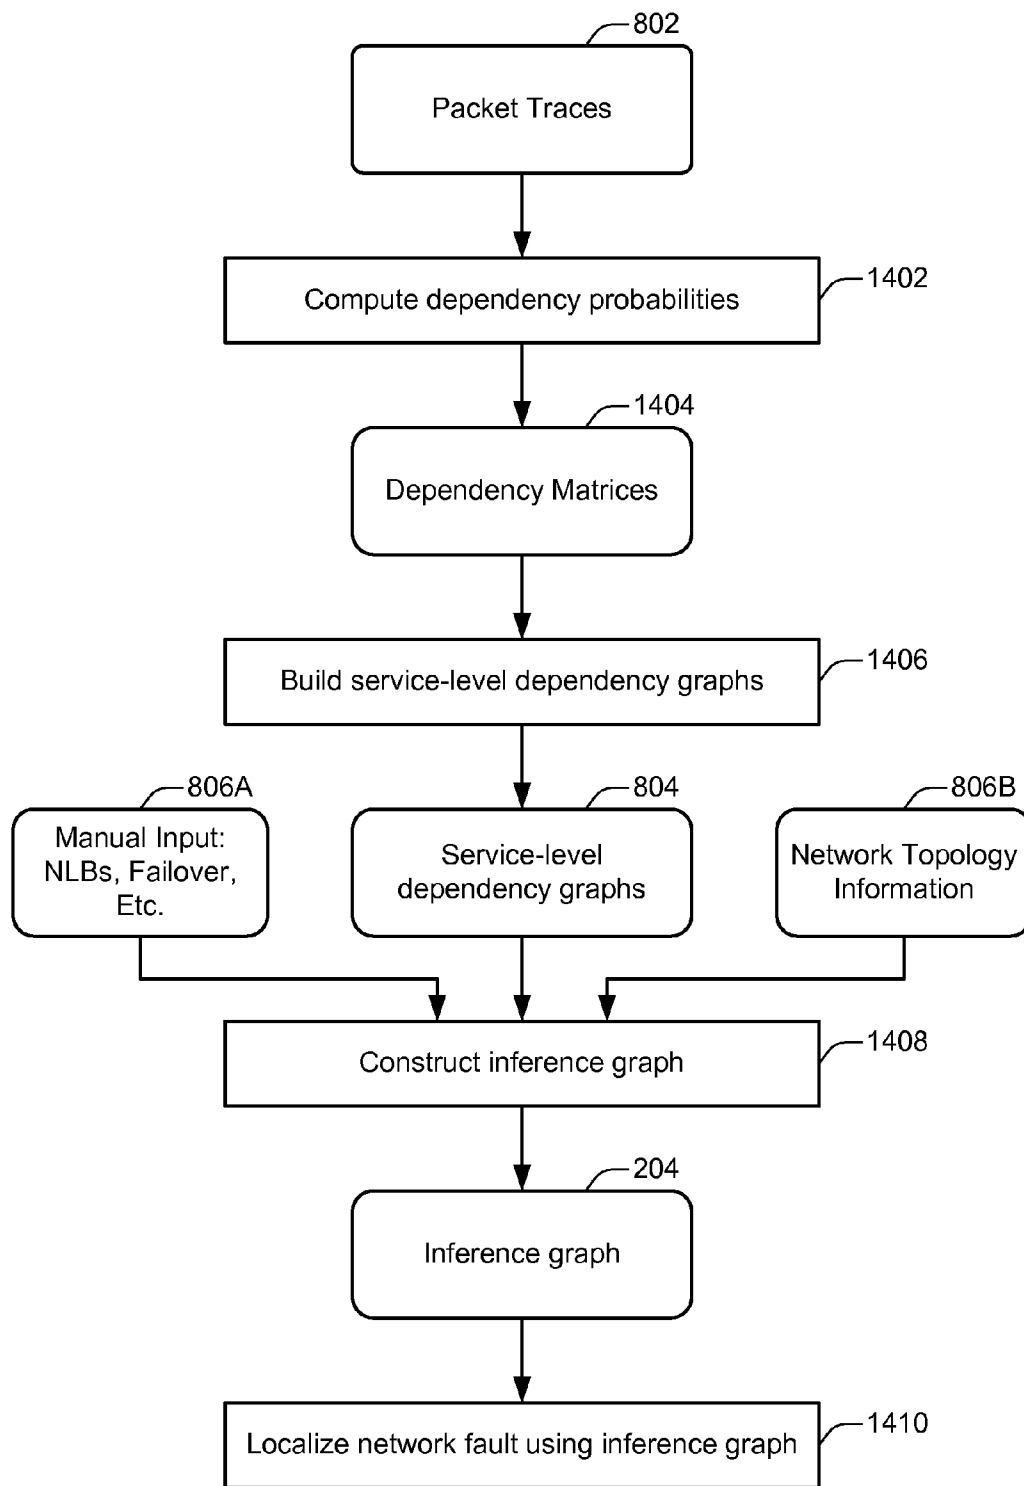 802
Packet Traces
1402
Compute dependency probabilities
1404
Dependency Matrices
1406
Build service-level dependency graphs
806A
804
806B
Manual Input:
NLBs, Failover,
Etc.
Service-level
dependency graphs
Network Topology
Information
1408
Construct inference graph
204
Inference graph
1410
Localize network fault using inference graph